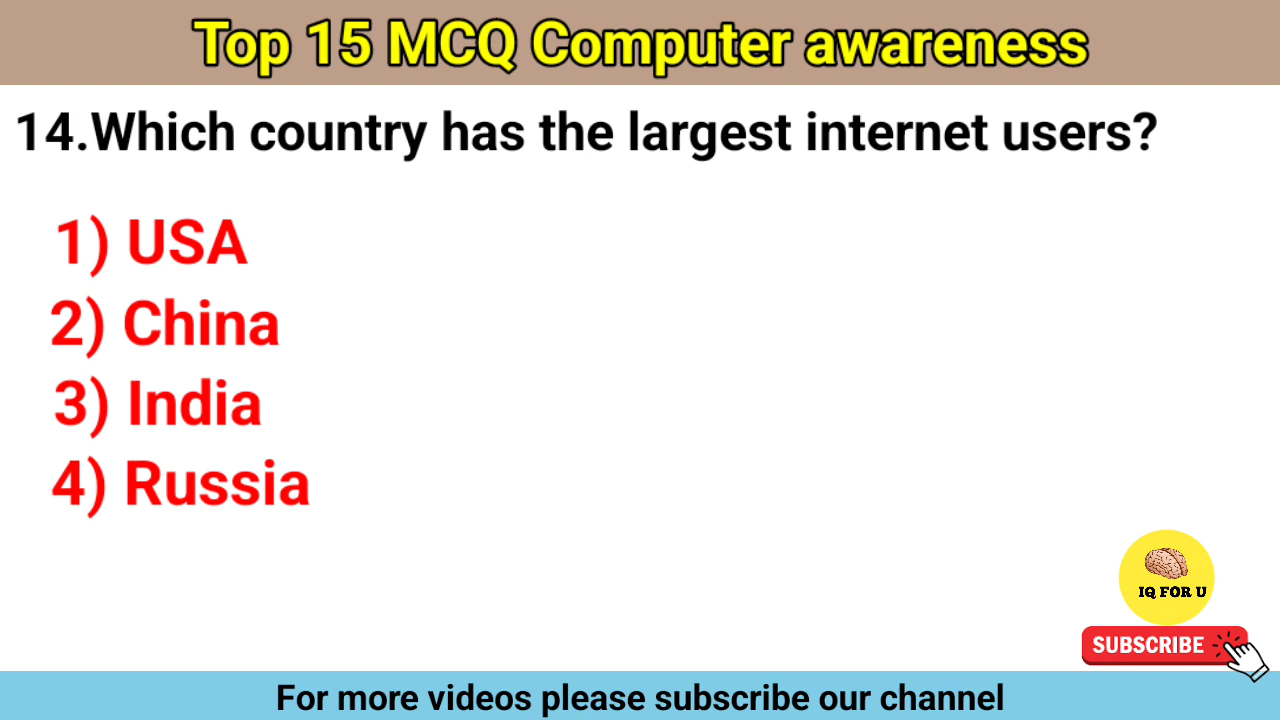 Top 15 MCQ Computer awareness
14.Which country has the largest internet users?
1) USA
2) China
3) India
4) Russia
IQ FOR U
SUBSCRIBE
For more videos please subscribe our channel